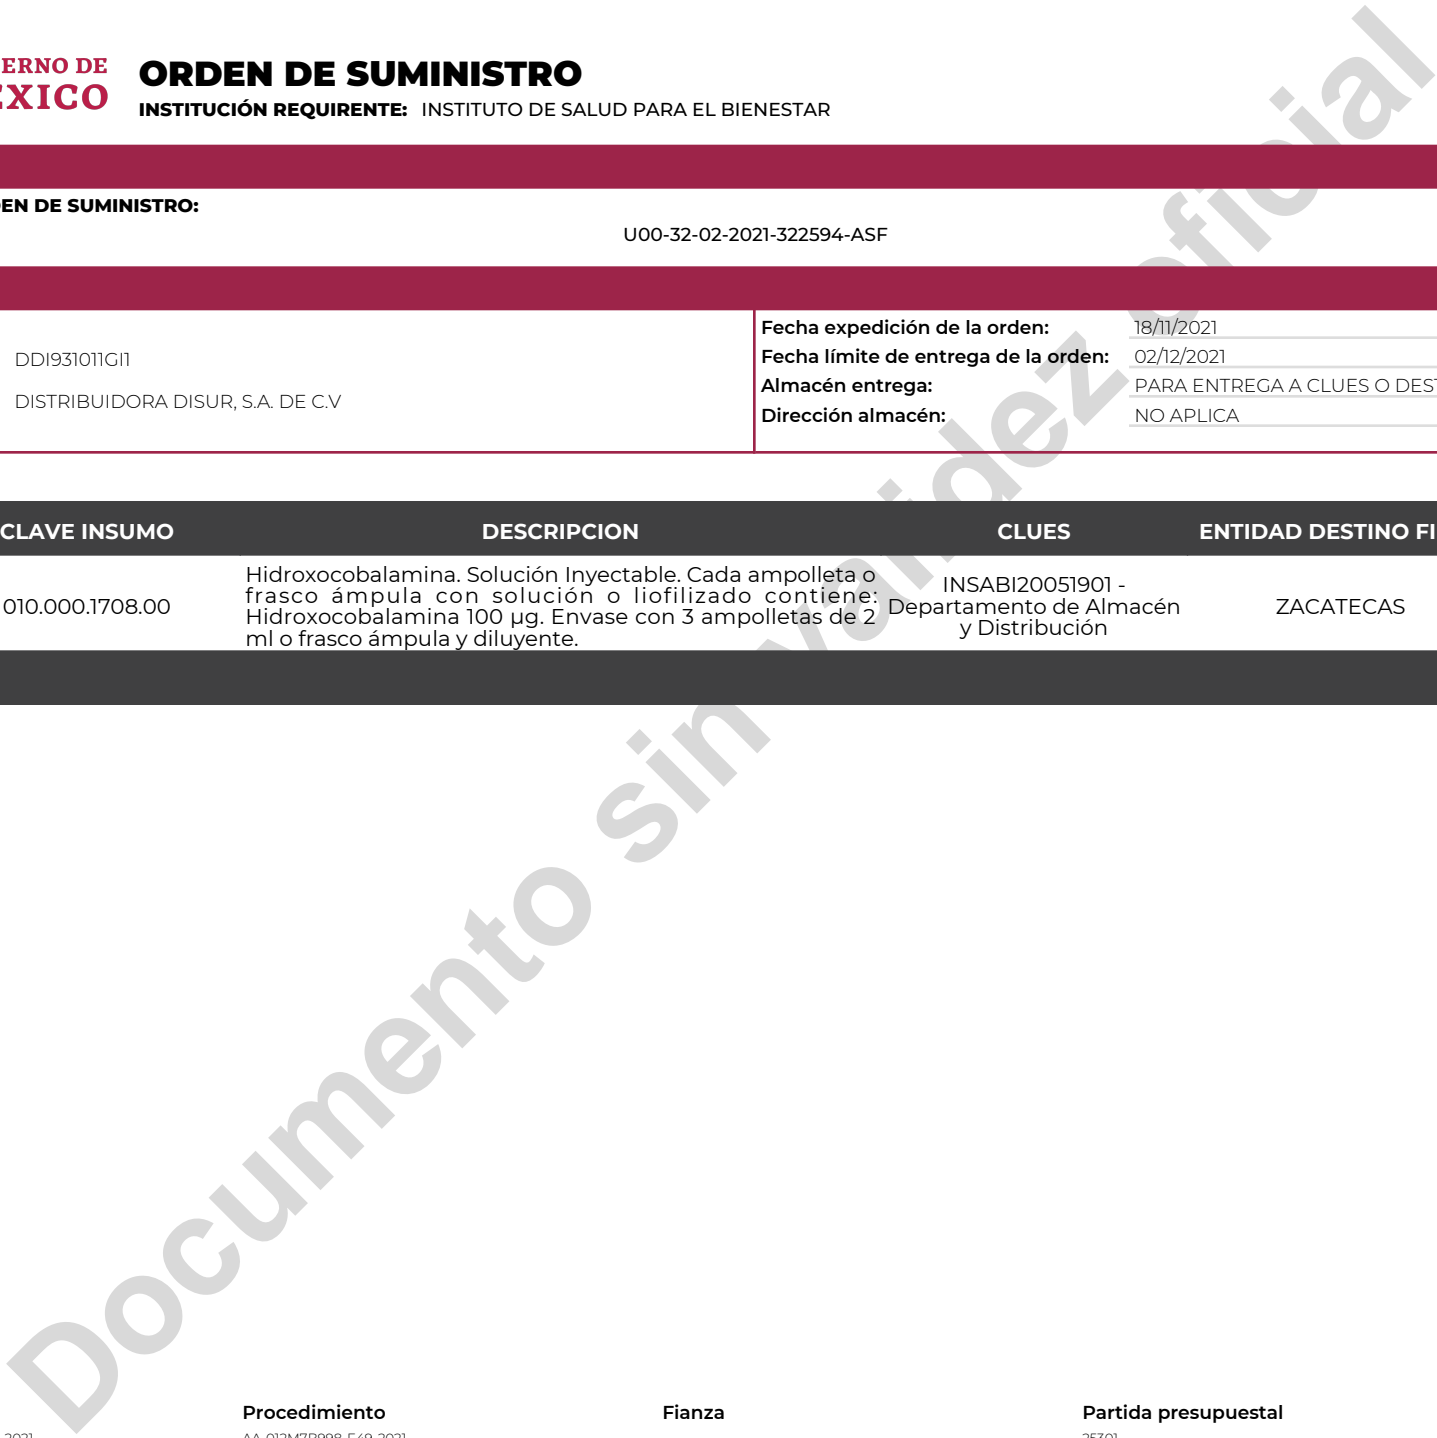 ERNO DE
EXICO
ORDEN DE SUMINISTRO
INSTITUCIÓN REQUIRENTE: INSTITUTO DE SALUD PARA EL BIENESTAR
EN DE SUMINISTRO:
U00-32-02-2021-322594-ASF
DDI931011GI1
DISTRIBUIDORA DISUR, S.A. DE C.V
Fecha expedición de la orden: 18/11/2021
Fecha límite de entrega de la orden: 02/12/2021
Almacén entrega: PARA ENTREGA A CLUES O DEST
Dirección almacén: NO APLICA
CLAVE INSUMO DESCRIPCION CLUES ENTIDAD DESTINO FI
010.000.1708.00
Hidroxocobalamina. Solución Inyectable. Cada ampolleta o
frasco ámpula con solución o liofilizado contiene:
Hidroxocobalamina 100 µg. Envase con 3 ampolletas de 2
ml o frasco ámpula y diluyente.
INSABI20051901 -
Departamento de Almacén
y Distribución
ZACATECAS
Documento sin validez oficial
Procedimiento Fianza Partida presupuestal